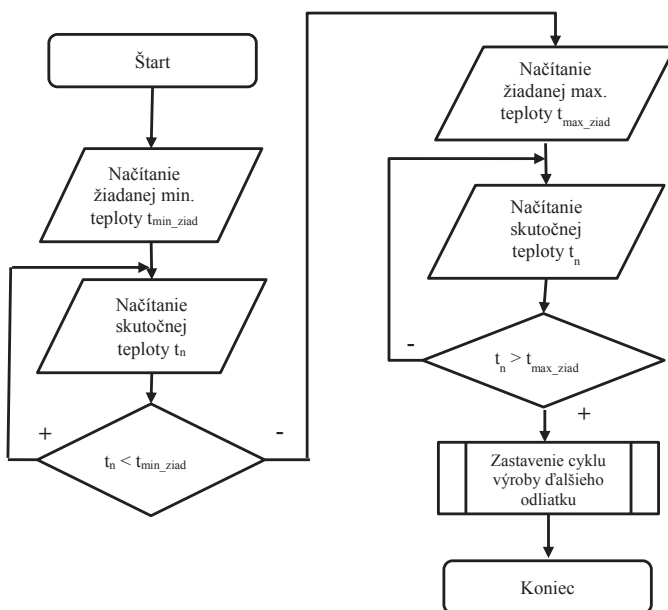 Štart
Načítanie
žiadanej min.
teploty tmin_ziad
Načítanie
skutočnej
teploty tn
+
-
tn < tmin_ziad
Načítanie
žiadanej max.
teploty tmax_ziad
Načítanie
skutočnej
teploty tn
-
tn > tmax_ziad
+
Zastavenie cyklu
výroby ďalšieho
odliatku
Koniec